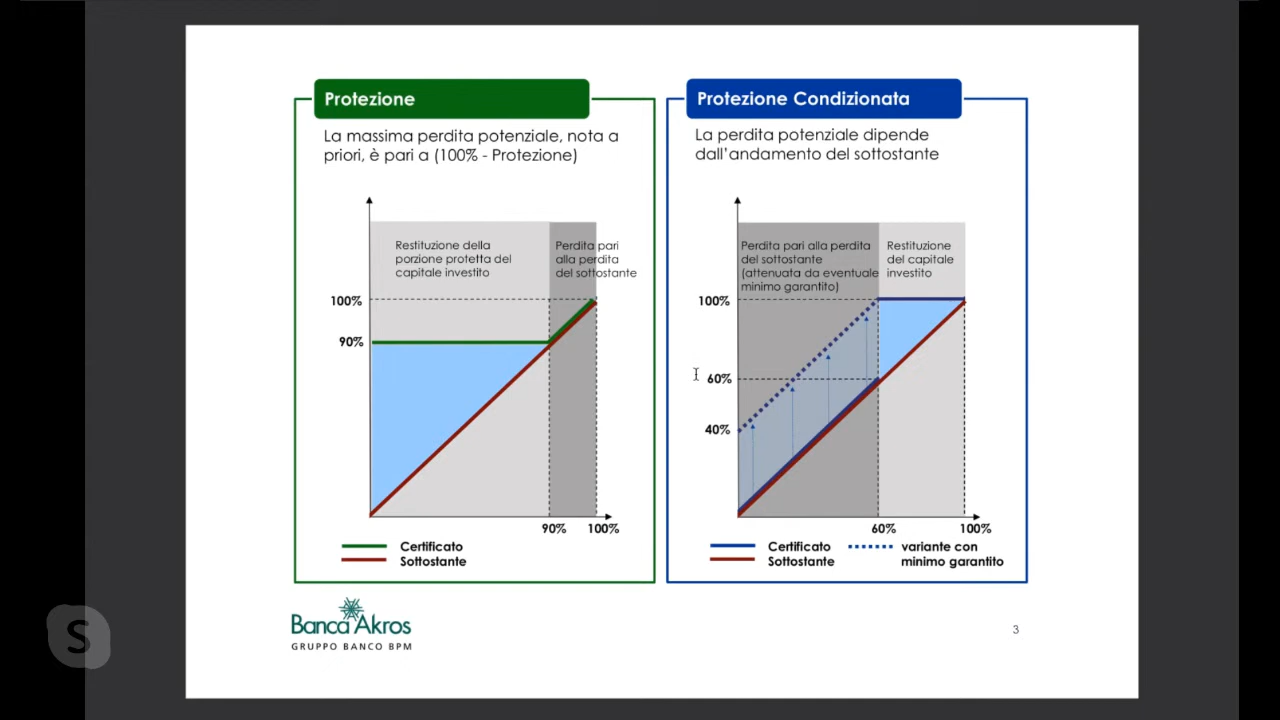 Protezione
La massima perdita potenziale, nota a
priori, è pari a (100% - Protezione)
Restituzione della
porzione protetta del
capitale investito
Perdita pari
alla perdita
del sottostante
100%
90%
90%
100%
Certificato
Sottostante
Protezione Condizionata
La perdita potenziale dipende
dall'andamento del sottostante
Perdita pari alla perdita
del sottostante
(attenuata da eventuale
minimo garantito)
Restituzione
del capitale
investito
100%
60%
40%
60%
100%
Certificato
Sottostante
variante con
minimo garantito
Banca Akros
GRUPPO BANCO BPM
3
S